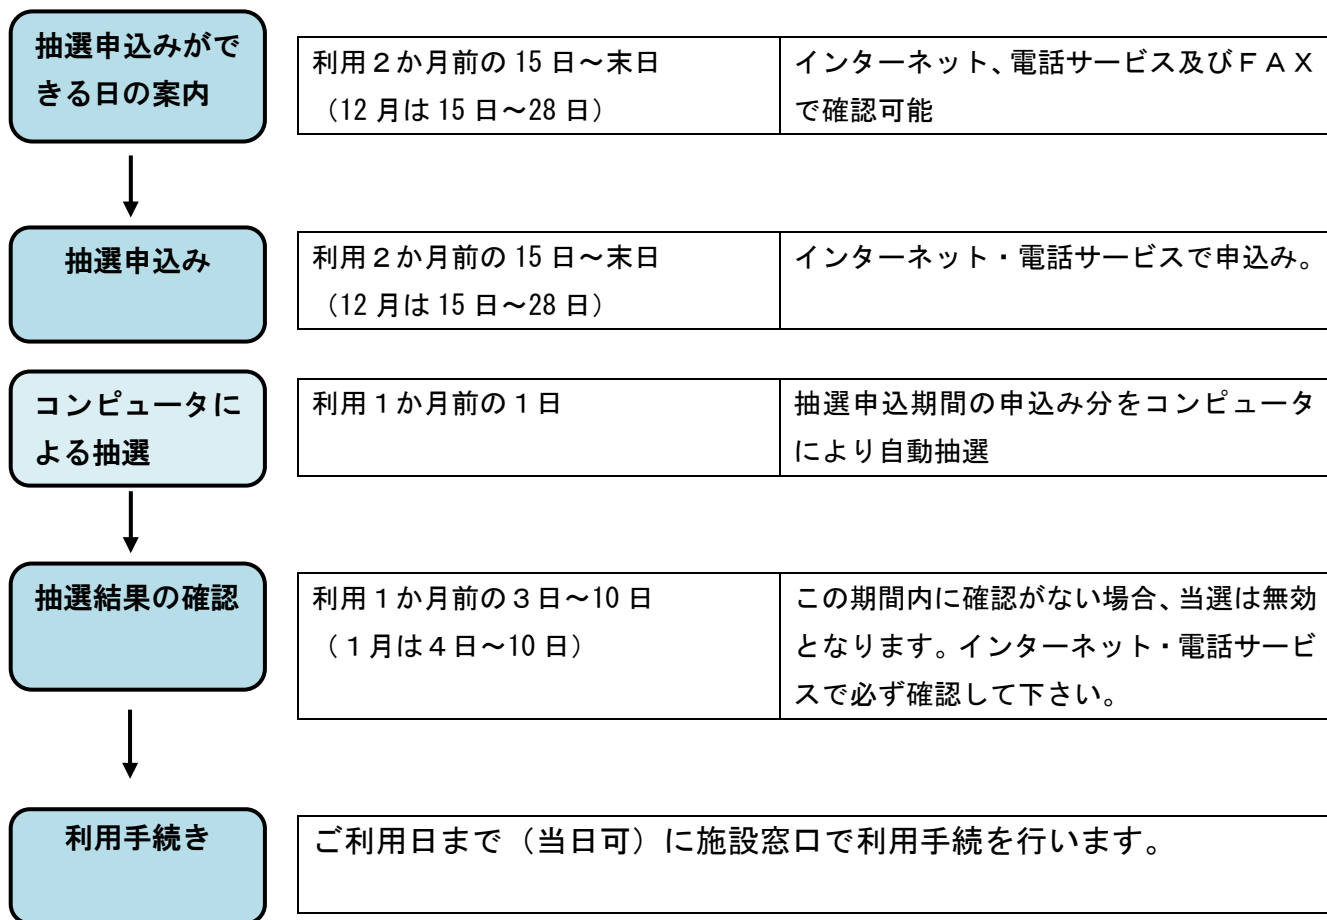 抽選申込みがで
きる日の案内
利用２か月前の 15 日～末日
（12 月は 15 日～28 日）
インターネット、電話サービス及びＦＡＸ
で確認可能
抽選申込み
利用２か月前の 15 日～末日
（12 月は 15 日～28 日）
インターネット・電話サービスで申込み。
コンピュータに
よる抽選
利用１か月前の１日
抽選申込期間の申込み分をコンピュータ
により自動抽選
抽選結果の確認
利用１か月前の３日～10 日
（１月は４日～10 日）
この期間内に確認がない場合、当選は無効
となります。インターネット・電話サービ
スで必ず確認して下さい。
利用手続き
ご利用日まで（当日可）に施設窓口で利用手続を行います。